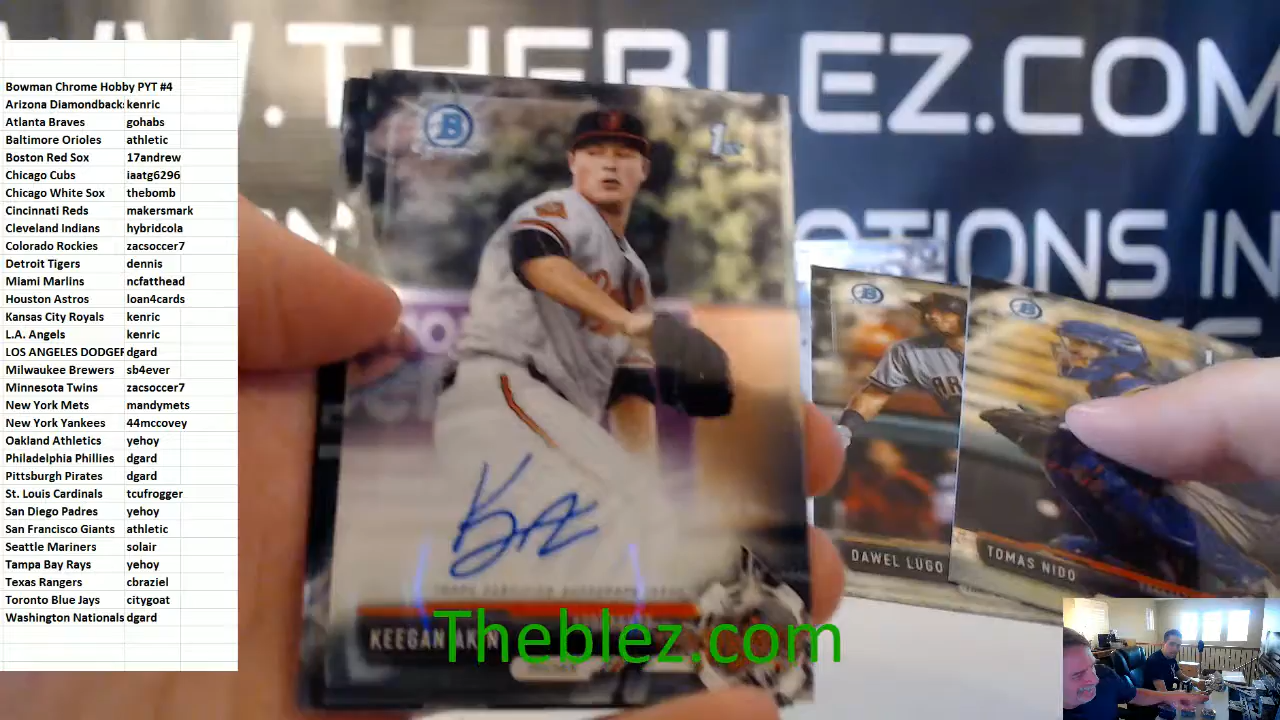 WWW.THEBLEZ.COM
Bowman Chrome Hobby PYT #4
Arizona Diamondback kenric
Atlanta Braves gohabs
Baltimore Orioles athletic
Boston Red Sox 17andrew
Chicago Cubs iaatg6296
Chicago White Sox thebomb
Cincinnati Reds makersmark
Cleveland Indians hybridcola
Colorado Rockies zacsoccer7
Detroit Tigers dennis
Miami Marlins ncfatthead
Houston Astros loan4cards
Kansas City Royals kenric
L.A. Angels kenric
LOS ANGELES DODGER dgard
Milwaukee Brewers sb4ever
Minnesota Twins zacsoccer7
New York Mets mandymets
New York Yankees 44mccovey
Oakland Athletics yehoy
Philadelphia Phillies dgard
Pittsburgh Pirates dgard
St. Louis Cardinals tcufrogger
San Diego Padres yehoy
San Francisco Giants athletic
Seattle Mariners solair
Tampa Bay Rays yehoy
Texas Rangers cbraziel
Toronto Blue Jays citygoat
Washington Nationals dgard
B
1st
IONS IN
B
B
DAWEL LUGO
TOMAS NIDO
KEEGAN AKIN
Theblez.com